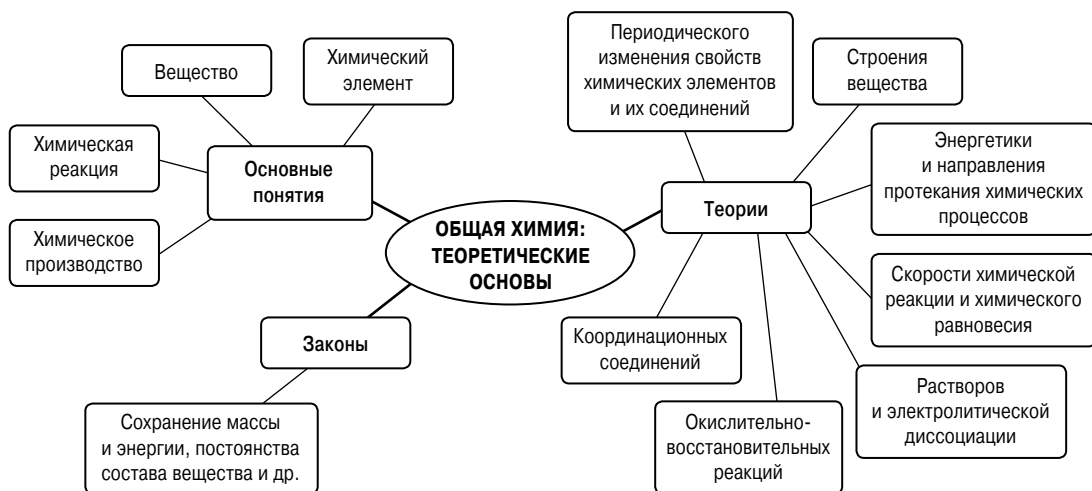 Вещество
Химический
элемент
Химическая
реакция
Основные
понятия
Химическое
производство
ОБЩАЯ ХИМИЯ:
ТЕОРЕТИЧЕСКИЕ
ОСНОВЫ
Законы
Сохранение массы
и энергии, постоянства
состава вещества и др.
Периодического
изменения свойств
химических элементов
и их соединений
Строения
вещества
Теории
Энергетики
и направления
протекания химических
процессов
Скорости химической
реакции и химического
равновесия
Координационных
соединений
Растворов
и электролитической
диссоциации
Окислительно-
восстановительных
реакций